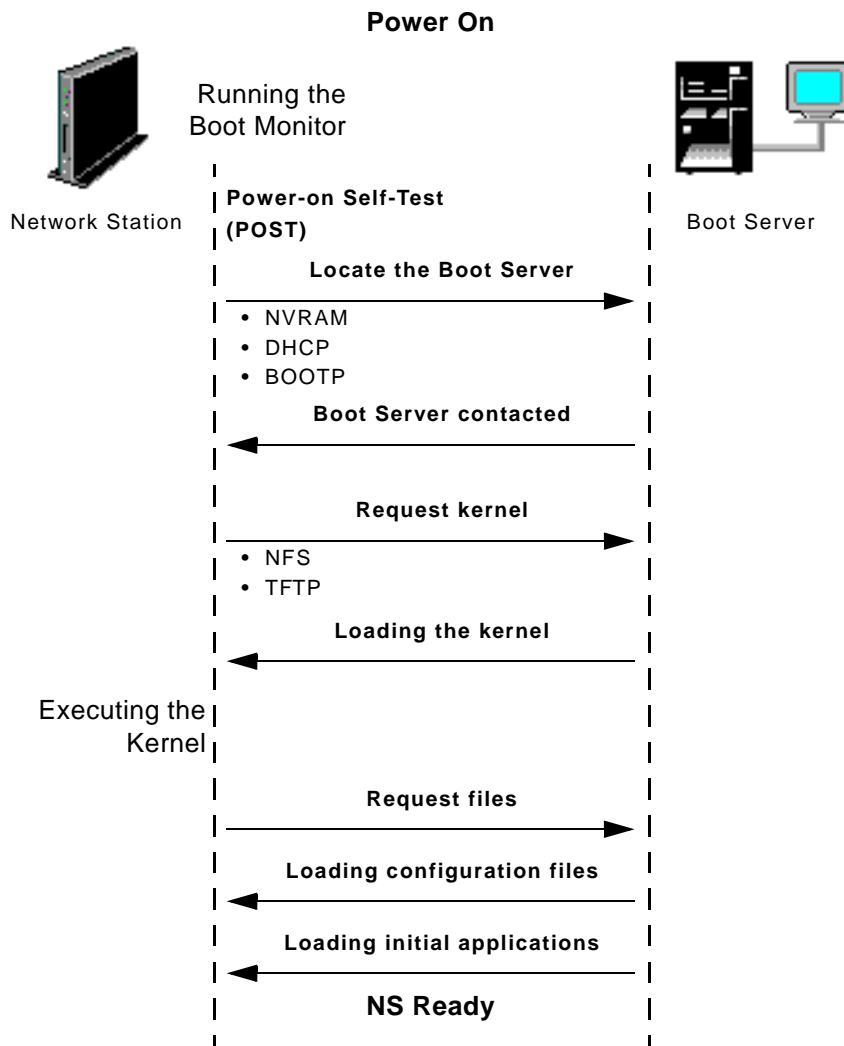 Power On
Running the
Boot Monitor
Network Station
Power-on Self-Test
(POST)
Boot Server
Locate the Boot Server
• NVRAM
• DHCP
• BOOTP
Boot Server contacted
Request kernel
• NFS
• TFTP
Loading the kernel
Executing the
Kernel
Request files
Loading configuration files
Loading initial applications
NS Ready